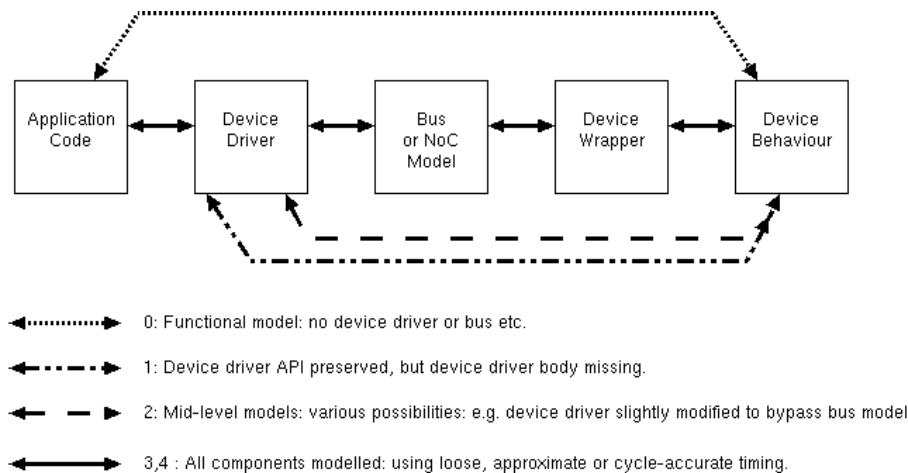 Application
Code
Device
Driver
Bus
or NoC
Model
Device
Wrapper
Device
Behaviour
0: Functional model: no device driver or bus etc.
1: Device driver API preserved, but device driver body missing.
2: Mid-level models: various possibilities: e.g. device driver slightly modified to bypass bus model
3,4 : All components modelled: using loose, approximate or cycle-accurate timing.